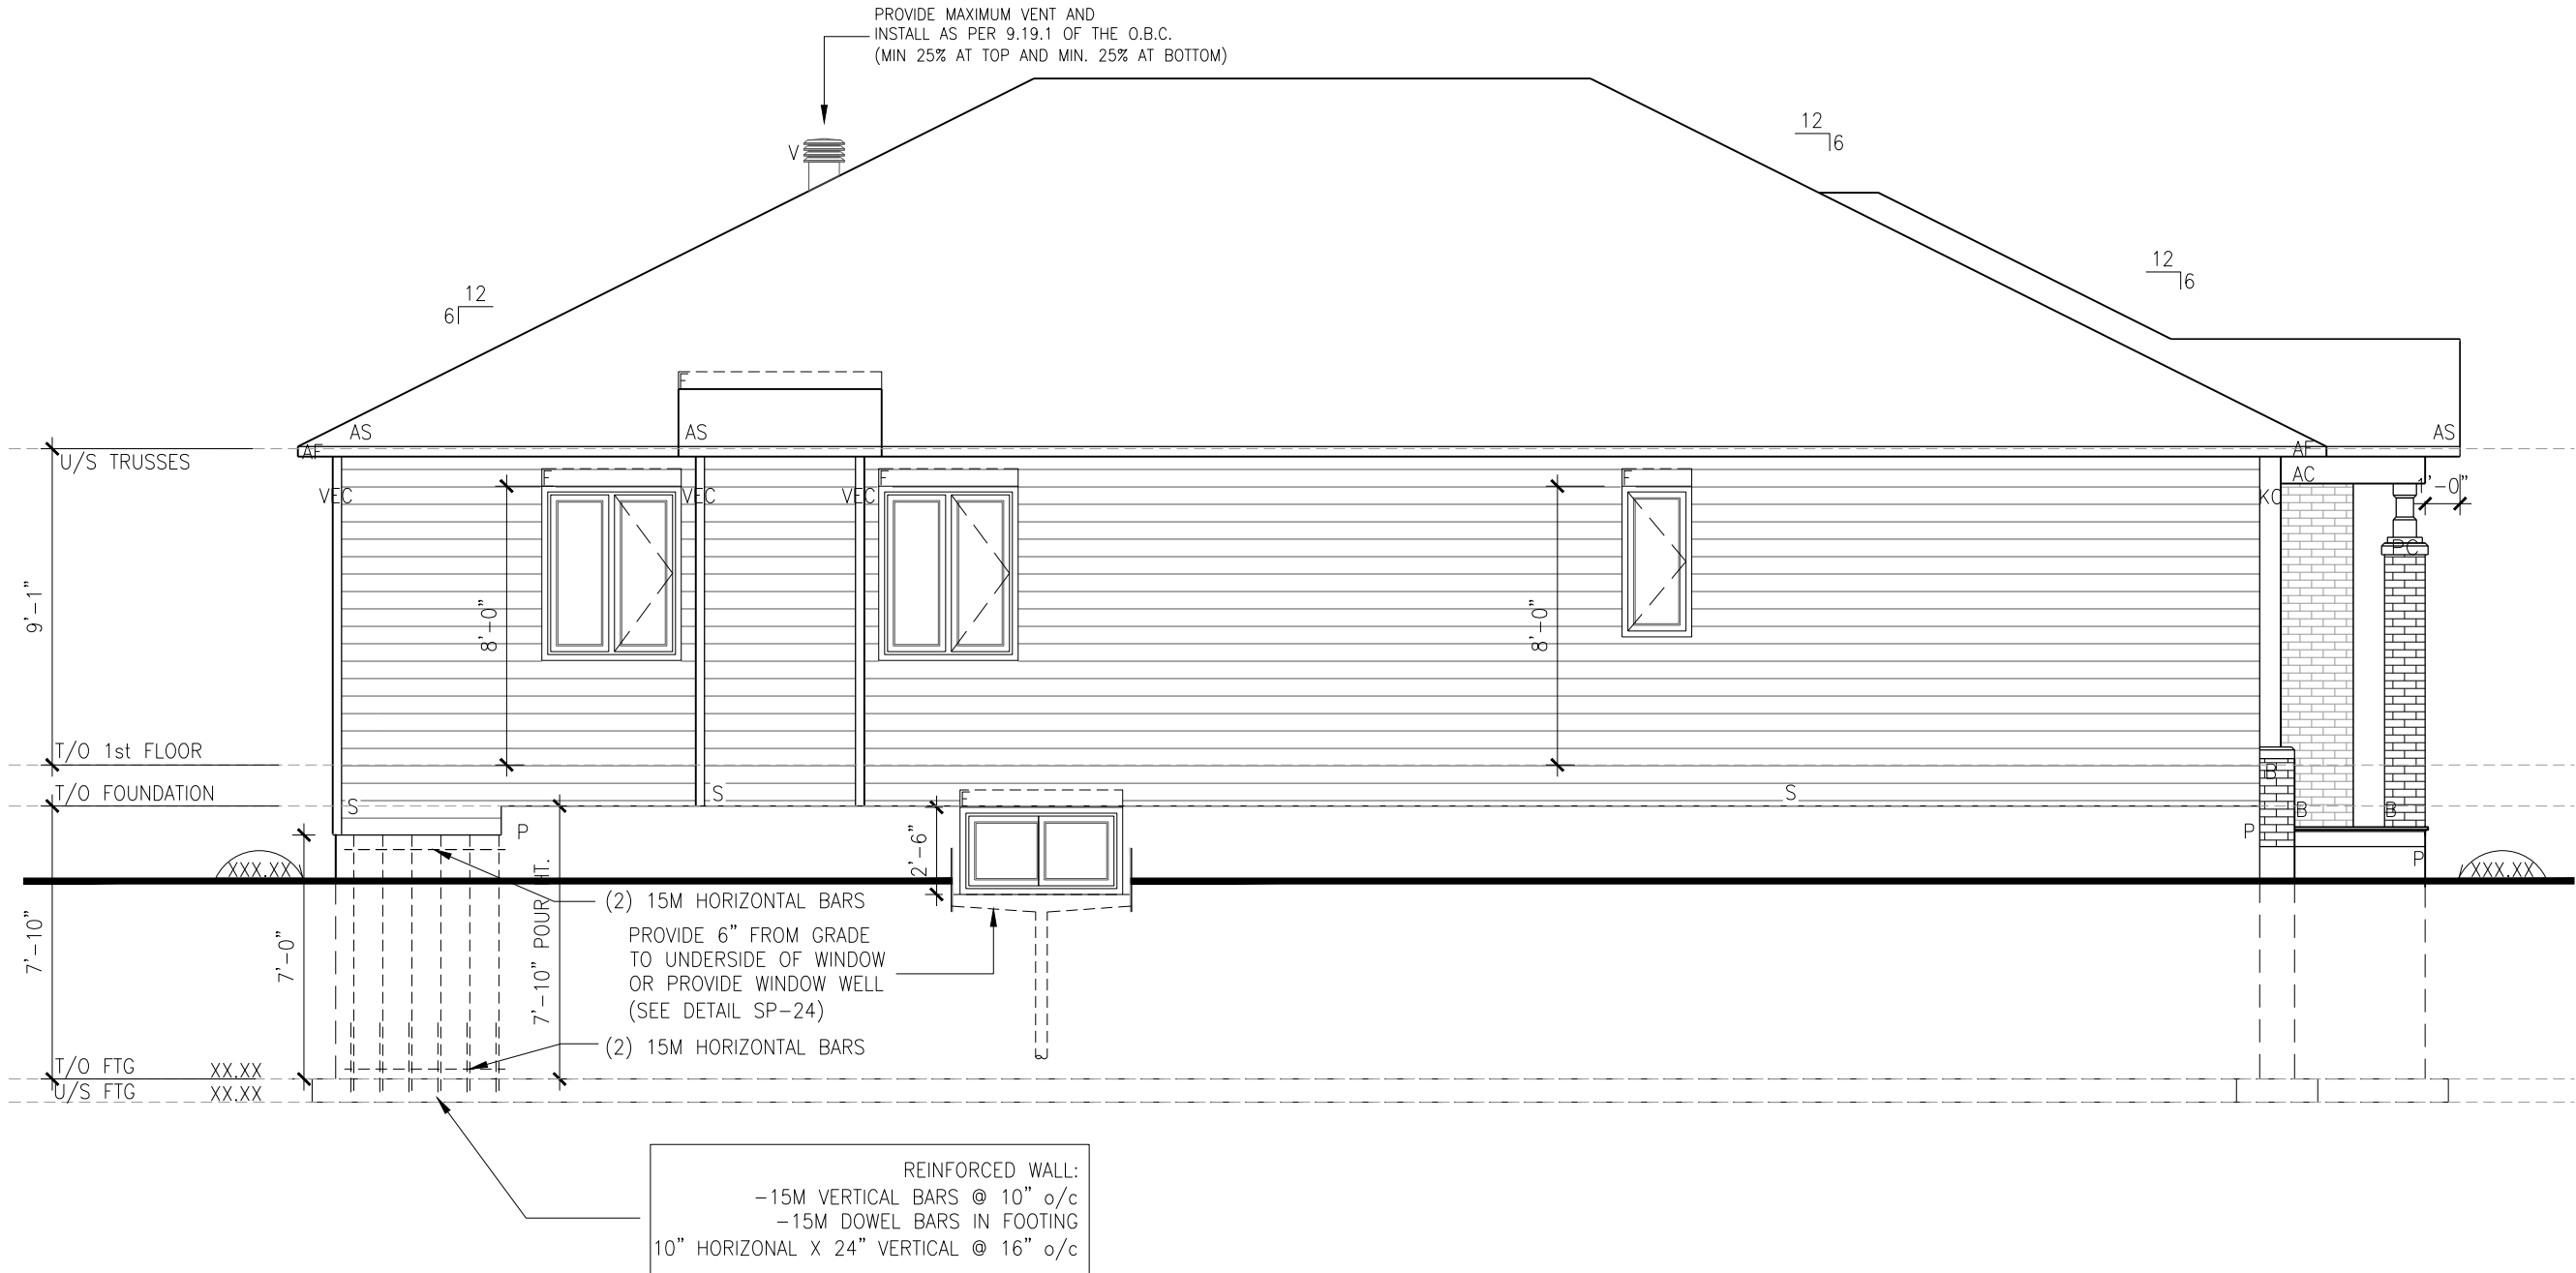 PROVIDE MAXIMUM VENT AND
INSTALL AS PER 9.19.1 OF THE O.B.C.
(MIN 25% AT TOP AND MIN. 25% AT BOTTOM)
V
12
6
12
6
12
6
F
AS
AS
AS
AF
AF
U/S TRUSSES
AC
VEC
VEC
VEC
F
F
F
KC
1'-0"
PC
9'-1"
8'-0"
8'-0"
T/O 1st FLOOR
B
T/O FOUNDATION
S
S
S
F
B
B
P
P
P
2'-6"
XXX.XX
XXX.XX
(2) 15M HORIZONTAL BARS
7'-10"
7'-0"
7'-10" POUR HT.
PROVIDE 6" FROM GRADE
TO UNDERSIDE OF WINDOW
OR PROVIDE WINDOW WELL
(SEE DETAIL SP-24)
(2) 15M HORIZONTAL BARS
T/O FTG XX.XX
U/S FTG XX.XX
REINFORCED WALL:
-15M VERTICAL BARS @ 10" o/c
-15M DOWEL BARS IN FOOTING
10" HORIZONAL X 24" VERTICAL @ 16" o/c